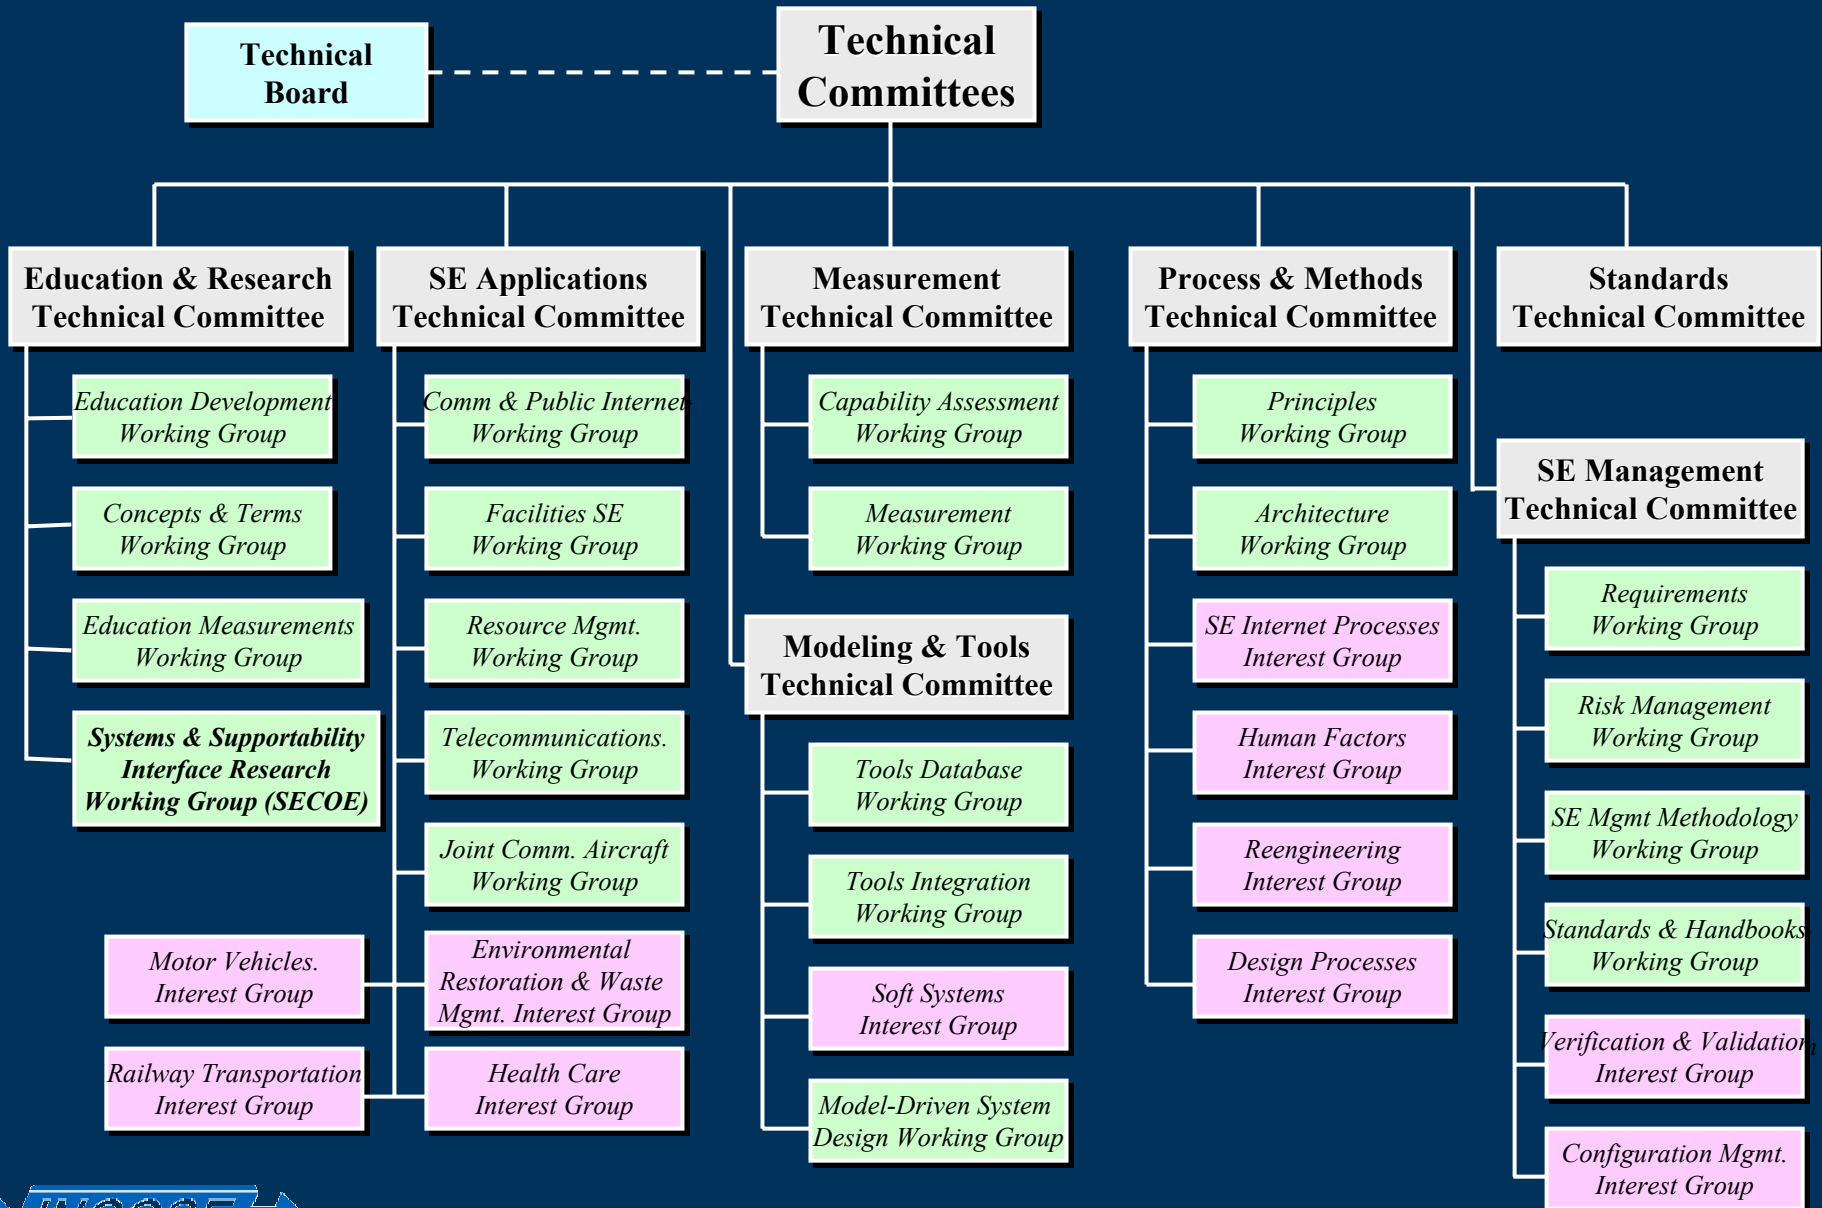 Technical
Board
Technical
Committees
Education & Research
Technical Committee
Education Development
Working Group
Concepts & Terms
Working Group
Education Measurements
Working Group
Systems & Supportability
Interface Research
Working Group (SECOE)
SE Applications
Technical Committee
Comm & Public Internet
Working Group
Facilities SE
Working Group
Resource Mgmt.
Working Group
Telecommunications.
Working Group
Joint Comm. Aircraft
Working Group
Motor Vehicles.
Interest Group
Environmental
Restoration & Waste
Mgmt. Interest Group
Railway Transportation
Interest Group
Health Care
Interest Group
Measurement
Technical Committee
Capability Assessment
Working Group
Measurement
Working Group
Modeling & Tools
Technical Committee
Tools Database
Working Group
Tools Integration
Working Group
Soft Systems
Interest Group
Model-Driven System
Design Working Group
Process & Methods
Technical Committee
Principles
Working Group
Architecture
Working Group
SE Internet Processes
Interest Group
Human Factors
Interest Group
Reengineering
Interest Group
Design Processes
Interest Group
Standards
Technical Committee
SE Management
Technical Committee
Requirements
Working Group
Risk Management
Working Group
SE Mgmt Methodology
Working Group
Standards & Handbooks
Working Group
Verification & Validation
Interest Group
Configuration Mgmt.
Interest Group
INCOSE